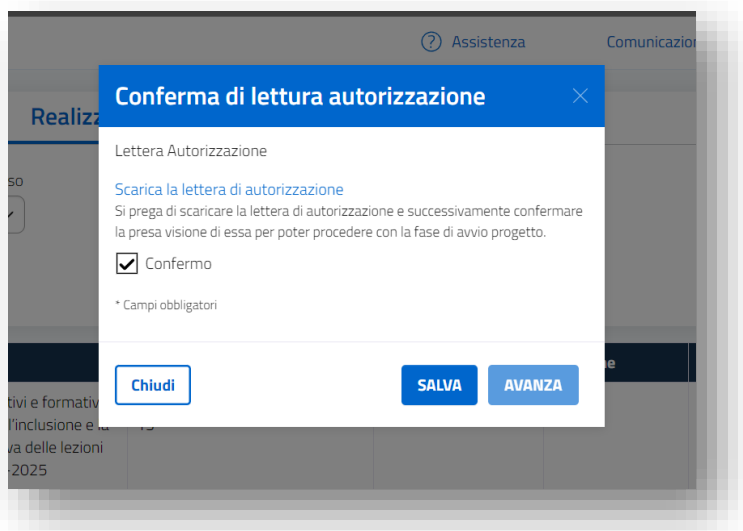 Assistenza
Comunicazion
Conferma di lettura autorizzazione
Realizz
Lettera Autorizzazione
so
Scarica la lettera di autorizzazione
Si prega di scaricare la lettera di autorizzazione e successivamente confermare
la presa visione di essa per poter procedere con la fase di avvio progetto.
Confermo
* Campi obbligatori
Chiudi
SALVA
AVANZA
ne
tivi e formativ
l'inclusione e la
va delle lezioni
-2025